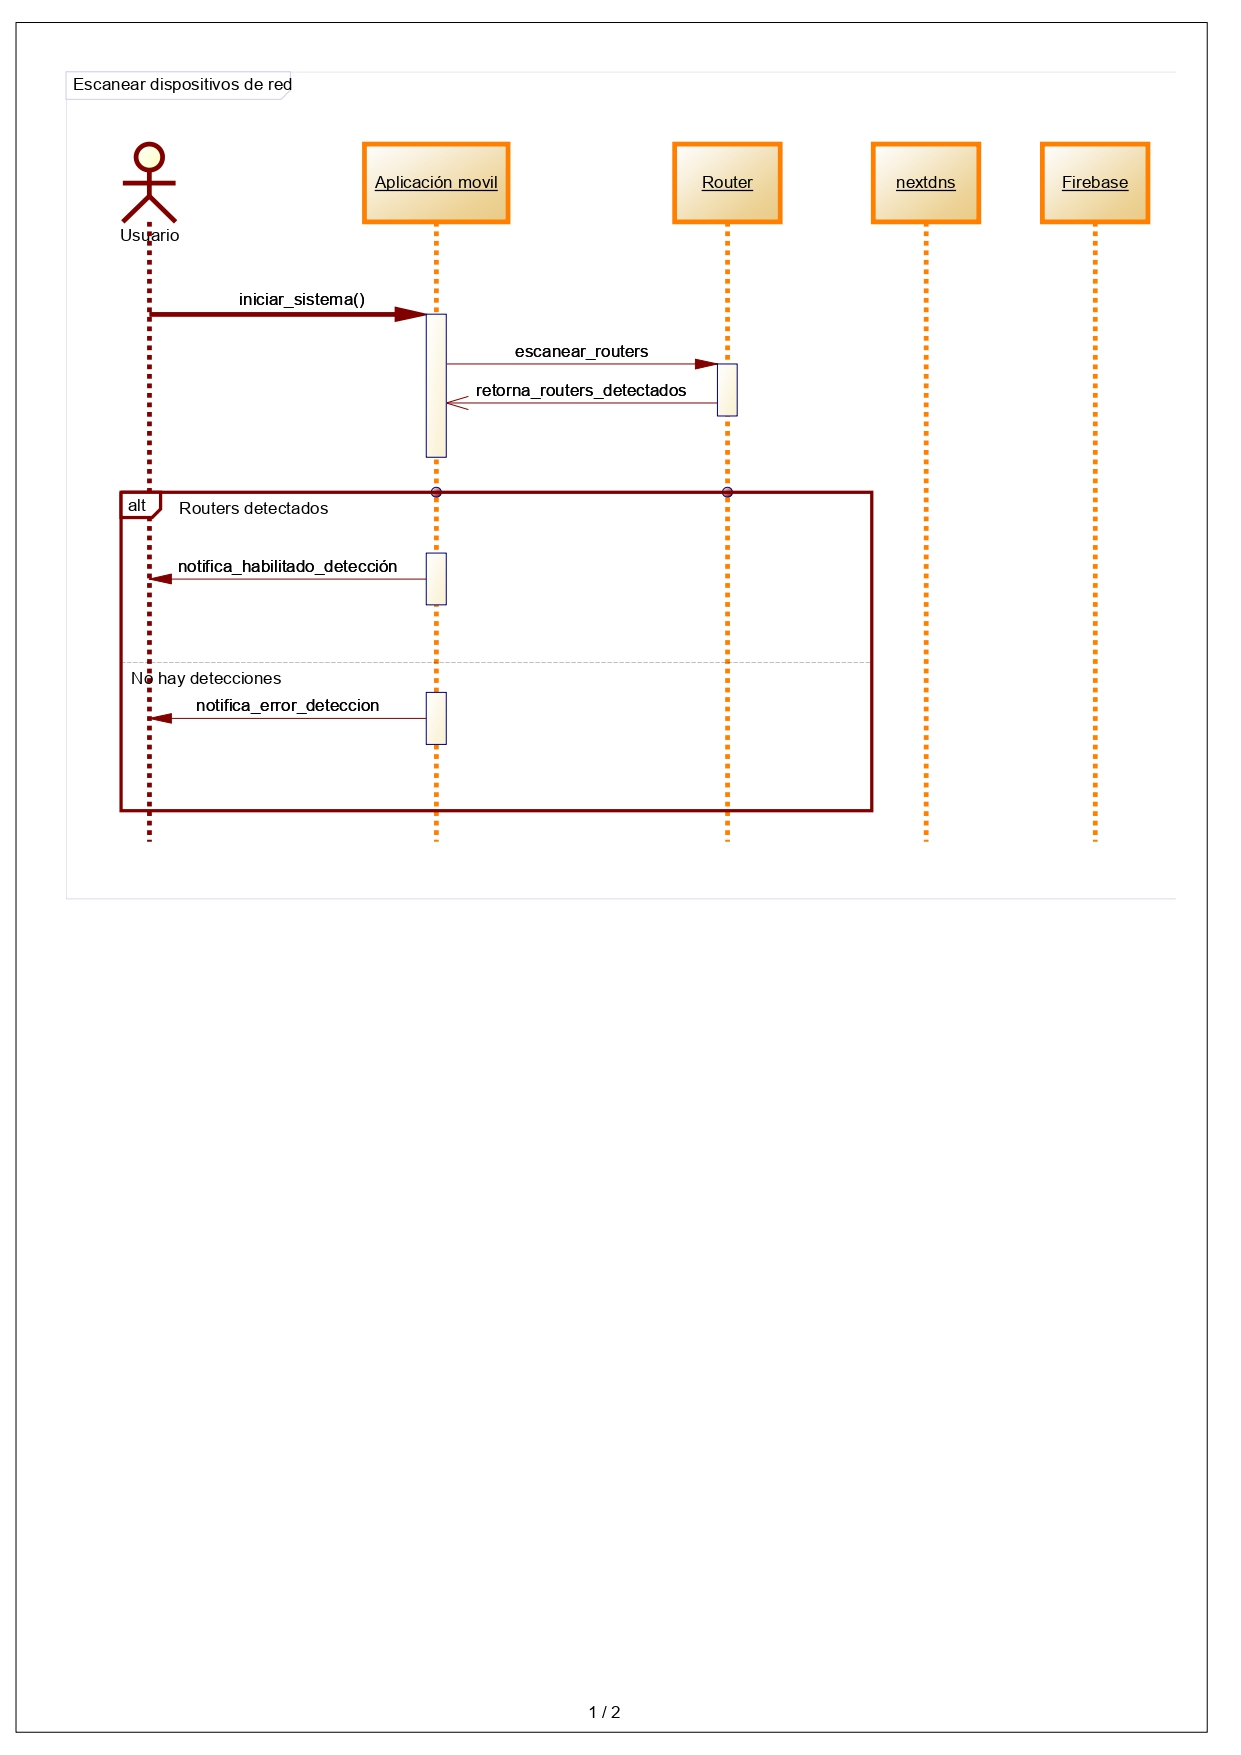 Escanear dispositivos de red
Usuario
Aplicación movil
Router
nextdns
Firebase
iniciar_sistema()
escanear_routers
retorna_routers_detectados
alt
Routers detectados
notifica_habilitado_detección
No hay detecciones
notifica_error_deteccion
1 / 2